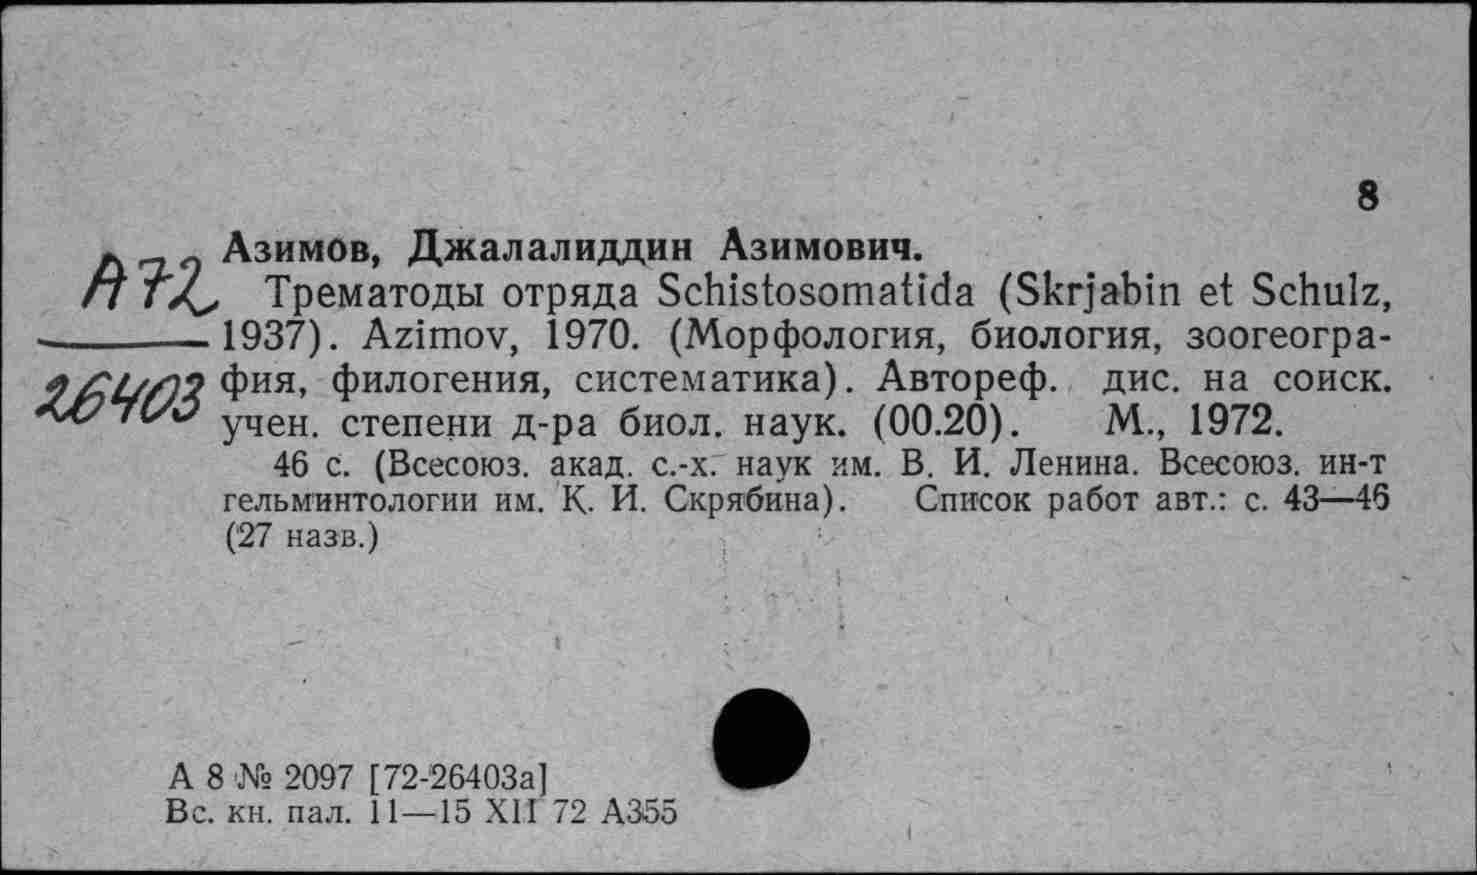 8
Азимов, Джалалиддин Азимович.
А72
Трематоды отряда Schistosomatida (Skrjabin et Schulz,
1937). Azimov, 1970. (Морфология, биология, зоогеогра-
26403
фия, филогения, систематика). Автореф. дис. на соиск.
учен. степени д-ра биол. наук. (00.20). М., 1972.
46 с. (Всесоюз. акад. с.-х. наук им. В. И. Ленина. Всесоюз. ин-т
гельминтологии им. К. И. Скрябина). Список работ авт.: с. 43—46
(27 назв.)
А 8 № 2097 [72-26403а]
Вс. кн. пал. 11—15 XII 72 А355